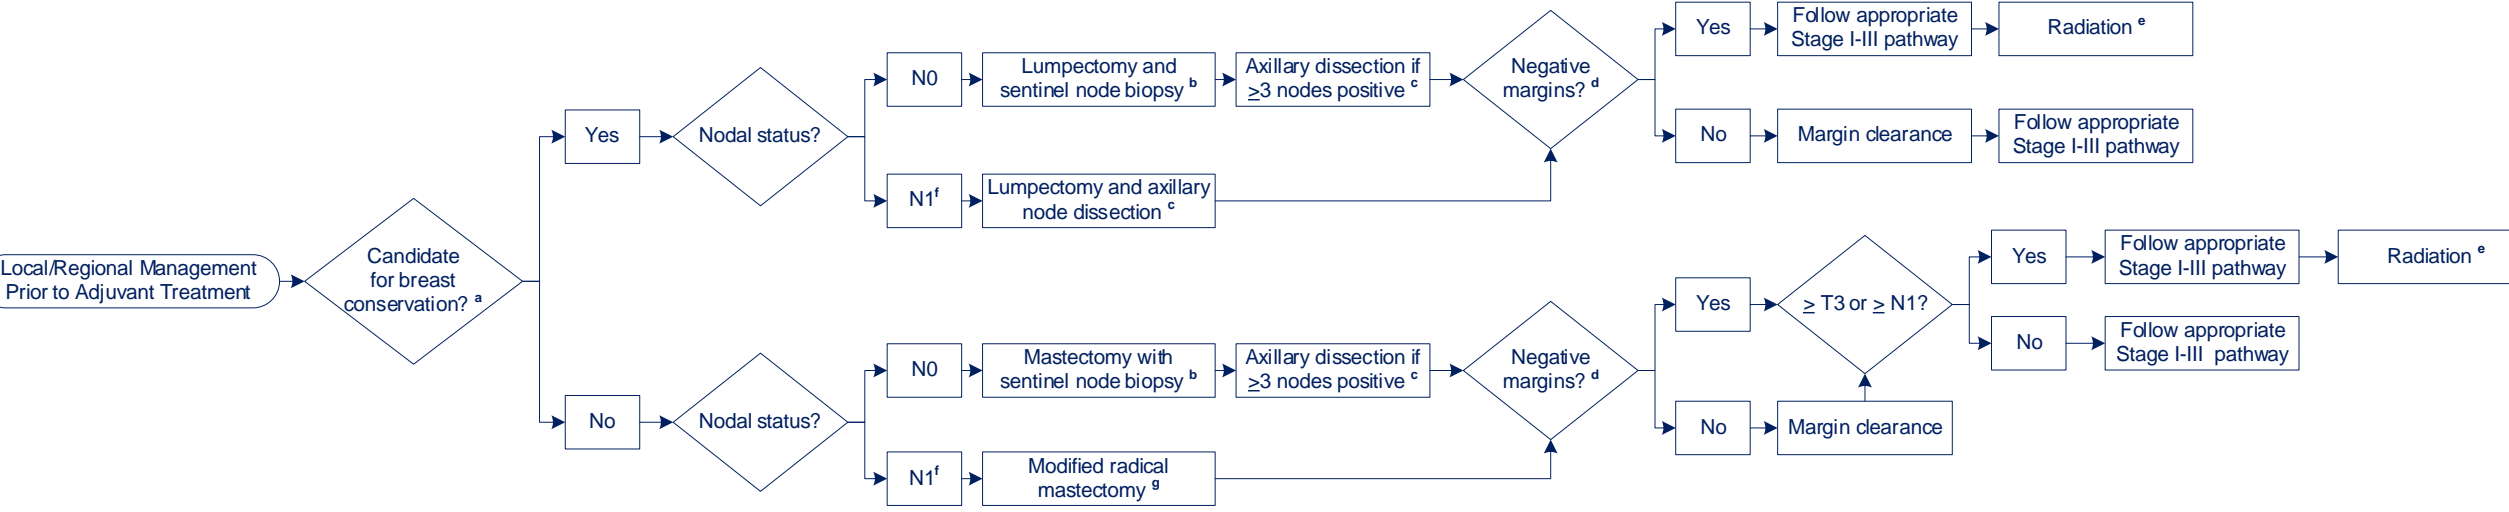 Local/Regional Management
Prior to Adjuvant Treatment
Candidate
for breast
conservation? a
Yes
Nodal status?
N0
Lumpectomy and
sentinel node biopsy b
Axillary dissection if
≥3 nodes positive c
N1f
Lumpectomy and axillary
node dissection c
Negative
margins? d
Yes
Follow appropriate
Stage I-III pathway
Radiation e
No
Margin clearance
Follow appropriate
Stage I-III pathway
No
Nodal status?
N0
Mastectomy with
sentinel node biopsy b
Axillary dissection if
≥3 nodes positive c
N1f
Modified radical
mastectomy g
Negative
margins? d
Yes
≥ T3 or ≥ N1?
Yes
Follow appropriate
Stage I-III pathway
Radiation e
No
Follow appropriate
Stage I-III pathway
No
Margin clearance